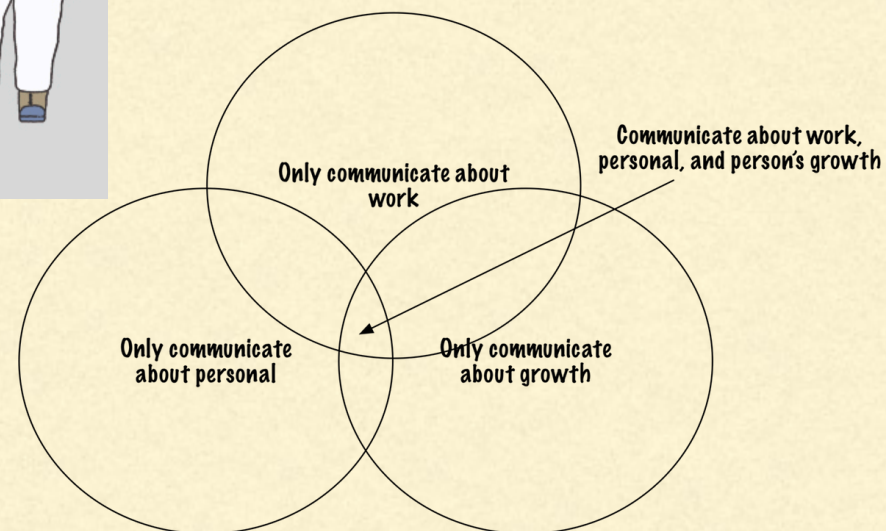 Communicate about work,
personal, and person's growth
Only communicate about
work
Only communicate
about personal
Only communicate
about growth